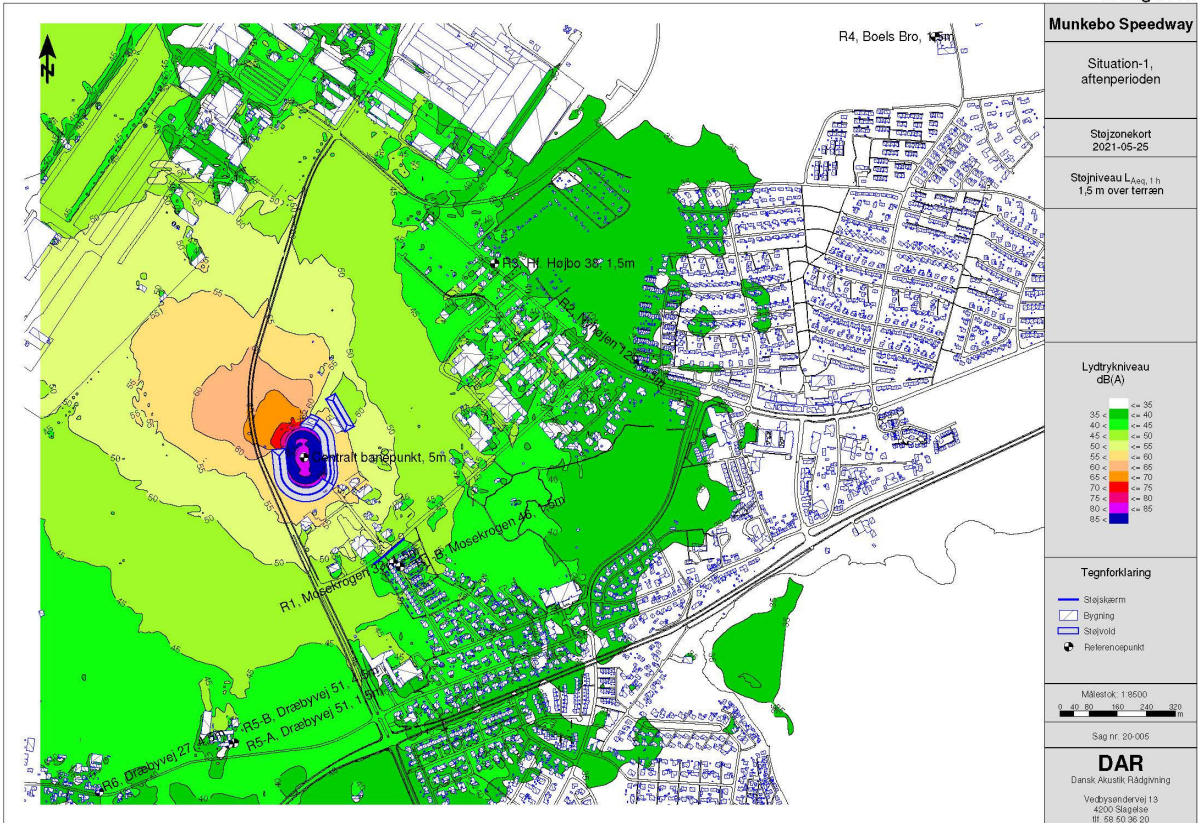 Munkebo Speedway
Situation-1,
aftenperioden
Støjzonekort
2021-05-25
Støjniveau LAeq, 1 h
1,5 m over terræn
Lydtrykniveau
dB(A)
<= 35
35 < <= 40
40 < <= 45
45 < <= 50
50 < <= 55
55 < <= 60
60 < <= 65
65 < <= 70
70 < <= 75
75 < <= 80
80 < <= 85
85 <
Tegnforklaring
Støjskærm
Bygning
Støjvold
Referencepunkt
Målestok: 1:8500
0 40 80 160 240 320
m
Sag nr. 20-005
DAR
Dansk Akustik Rådgivning
Vedbysøndervej 13
4200 Slagelse
tlf. 58 50 36 20
N
R4, Boels Bro, 1,5m
R3, Hf. Højbo 38, 1,5m
Centralt banepunkt, 5m
B, Mosekrogen 46, 1,5m
R1, Mosekrogen
R5-B, Dræbyvej 51,
R5-A, Dræbyvej 51, 1,5m
R6, Dræbyvej 27,